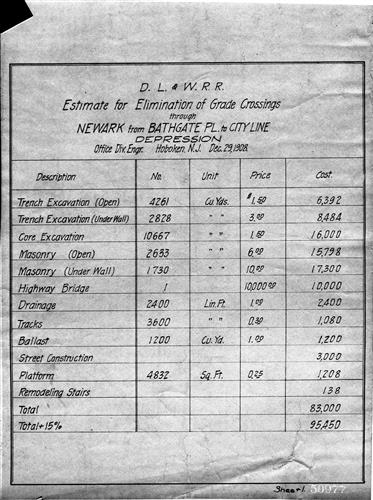 D. L. & W. R. R.
Estimate for Elimination of Grade Crossings
through
NEWARK from BATHGATE PL. to CITY LINE
DEPRESSION
Office Div. Engr. Hoboken, N.J. Dec. 29, 1908.
Description No. Unit Price Cost.
Trench Excavation (Open) 4261 Cu. Yds. $1.50 6,392
Trench Excavation (Under Wall) 2828 " " 3.00 8,484
Core Excavation 10667 " " 1.50 16,000
Masonry (Open) 2633 " " 6.00 15,798
Masonry (Under Wall) 1730 " " 10.00 17,300
Highway Bridge 1 10,000.00 10,000
Drainage 2400 Lin. Ft. 1.00 2,400
Tracks 3600 " " 0.30 1,080
Ballast 1200 Cu. Yd. 1.00 1,200
Street Construction 3,000
Platform 4832 Sq. Ft. 0.25 1,208
Remodeling Stairs 138
Total 83,000
Total + 15% 95,450
Sheet 1.